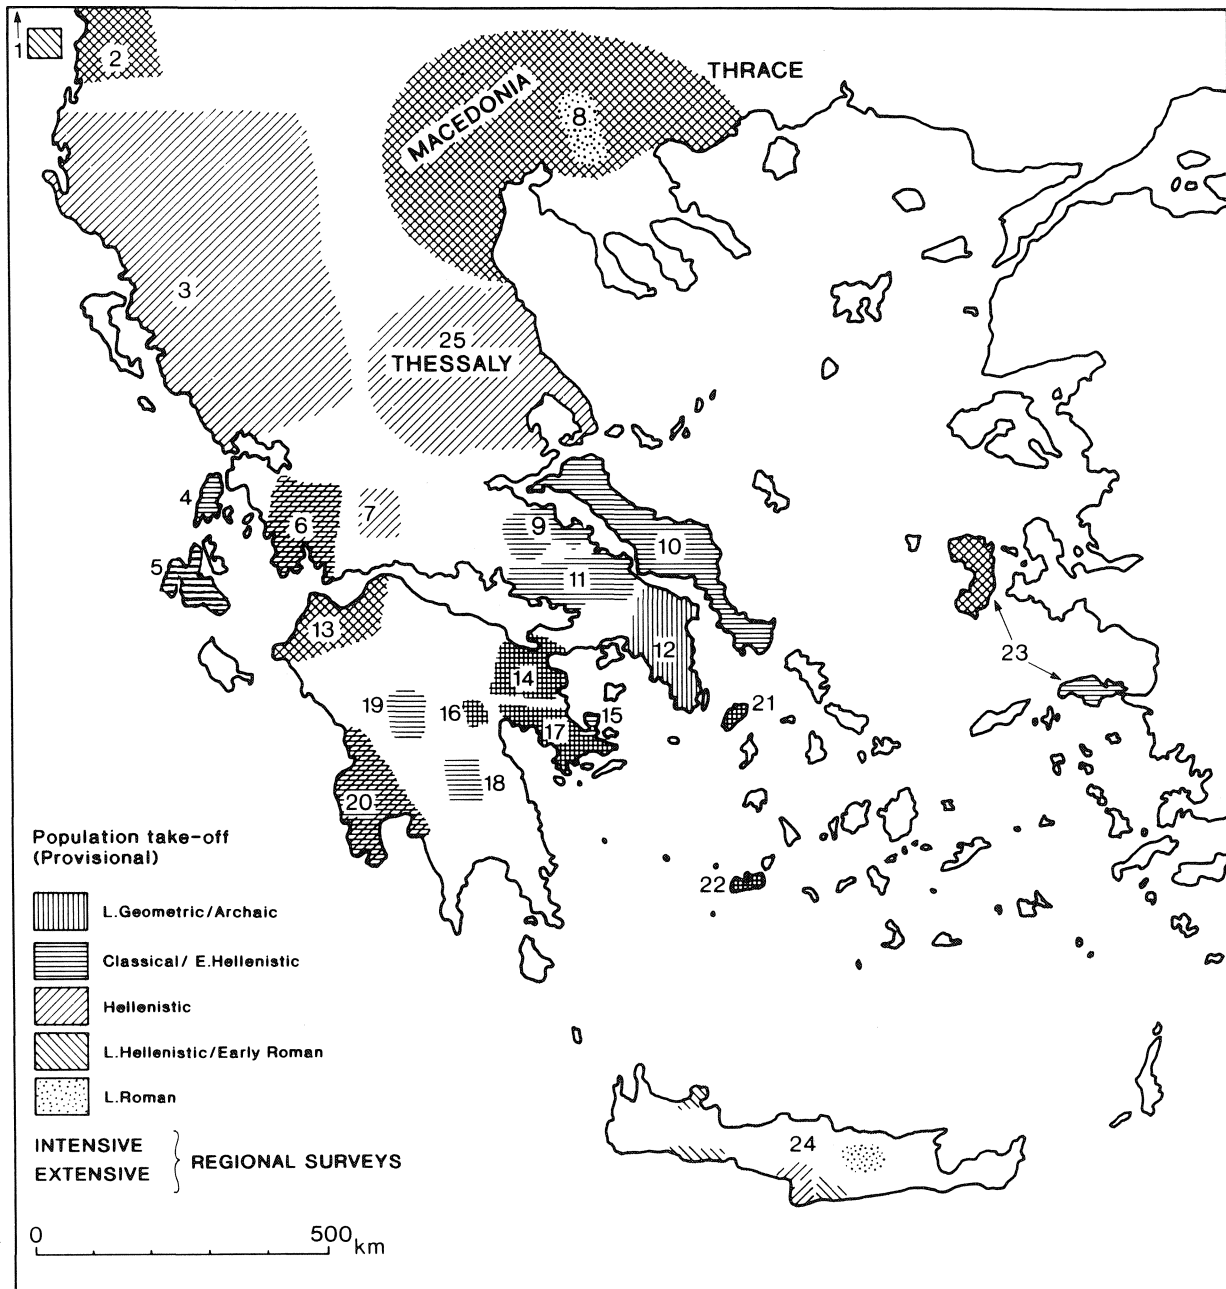 1
2
THRACE
MACEDONIA
8
3
25
THESSALY
4
6
7
9
10
5
11
13
12
23
14
19
16
15
21
17
18
20
22
24
Population take-off
(Provisional)
L.Geometric/Archaic
Classical/ E.Hellenistic
Hellenistic
L.Hellenistic/Early Roman
L.Roman
INTENSIVE
EXTENSIVE
REGIONAL SURVEYS
0 500 km